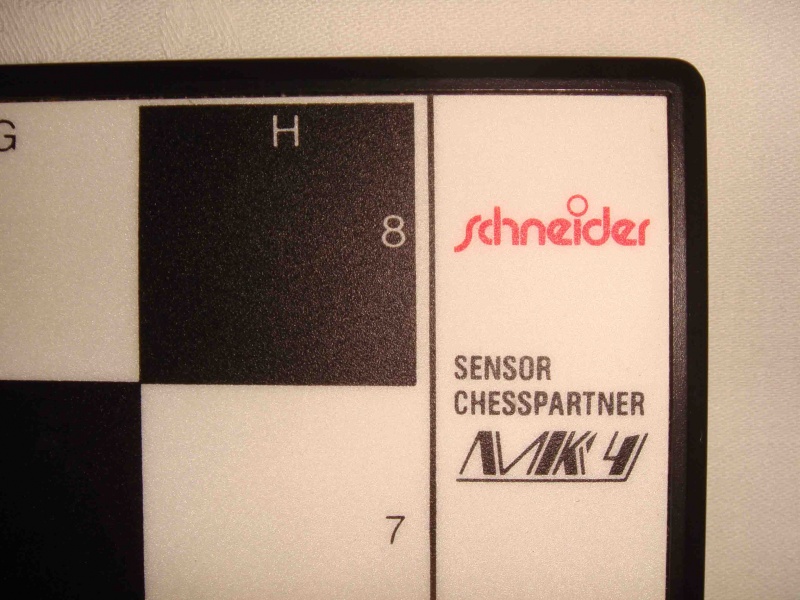 G
H
8
schneider
SENSOR
CHESSPARTNER
MK 4
7